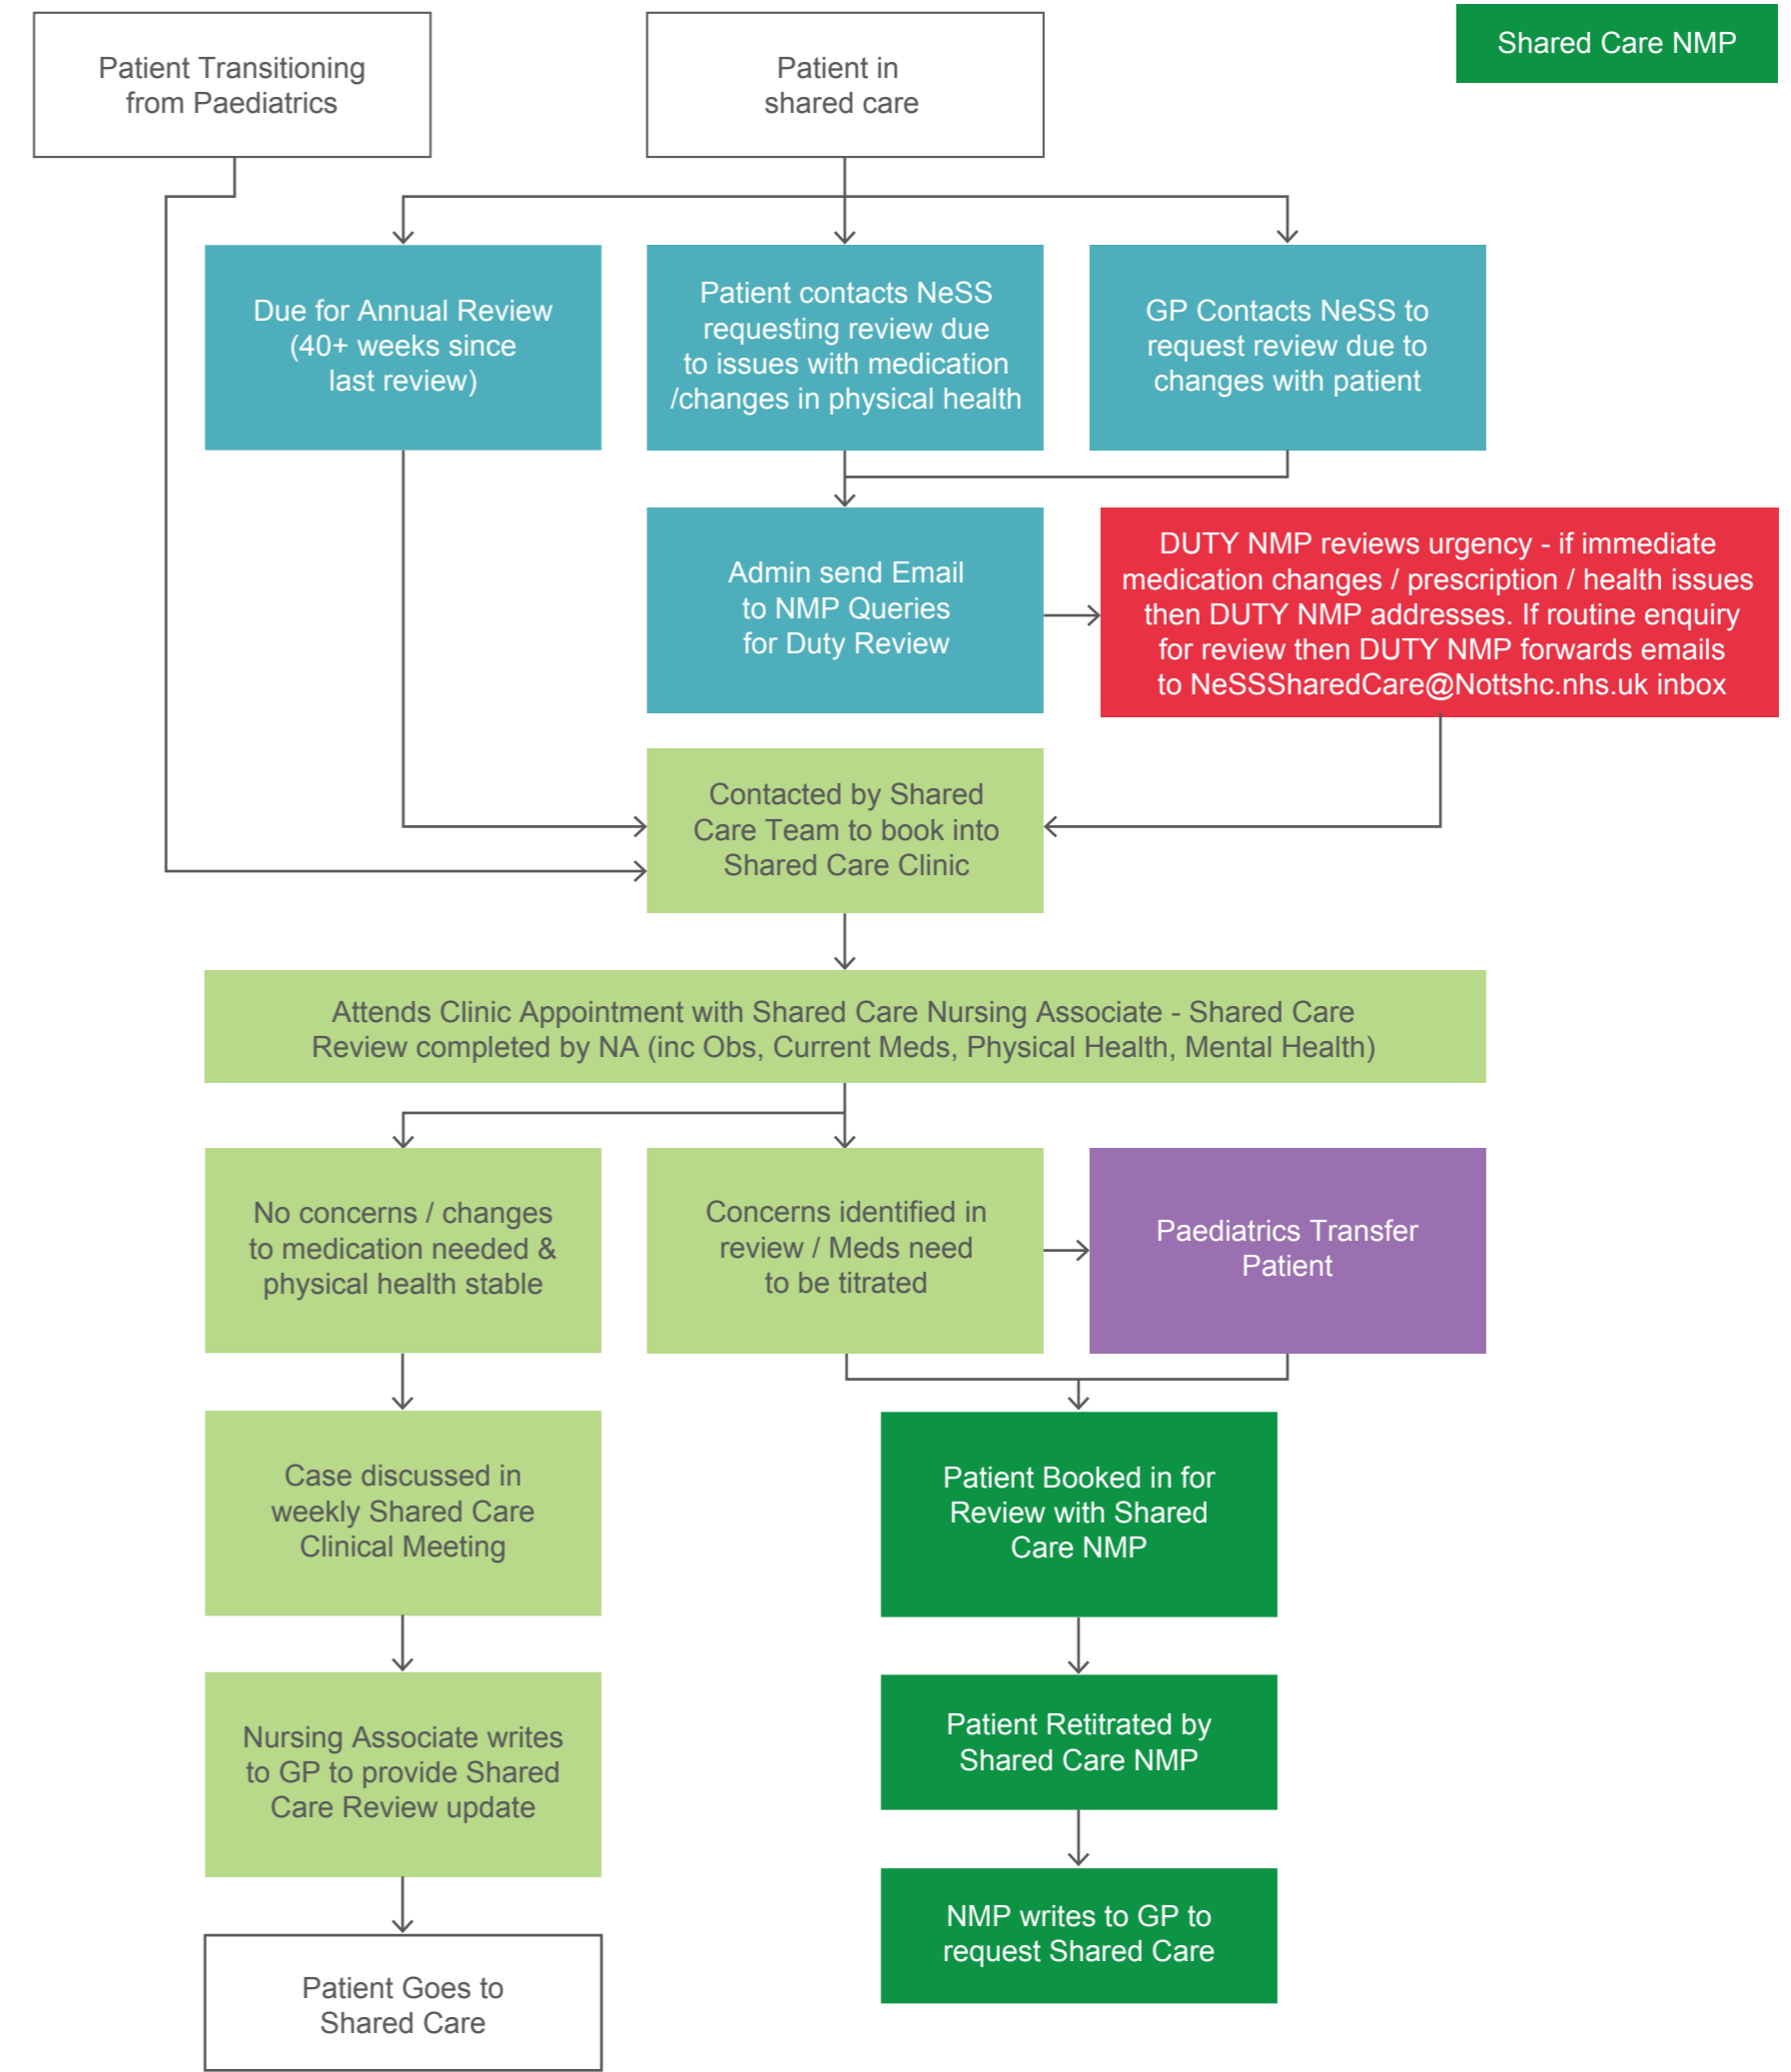 Patient Transitioning
from Paediatrics
Patient in
shared care
Shared Care NMP
Due for Annual Review
(40+ weeks since
last review)
Patient contacts NeSS
requesting review due
to issues with medication
/changes in physical health
GP Contacts NeSS to
request review due to
changes with patient
Admin send Email
to NMP Queries
for Duty Review
DUTY NMP reviews urgency - if immediate
medication changes / prescription / health issues
then DUTY NMP addresses. If routine enquiry
for review then DUTY NMP forwards emails
to NeSSSharedCare@Nottshc.nhs.uk inbox
Contacted by Shared
Care Team to book into
Shared Care Clinic
Attends Clinic Appointment with Shared Care Nursing Associate - Shared Care
Review completed by NA (inc Obs, Current Meds, Physical Health, Mental Health)
No concerns / changes
to medication needed &
physical health stable
Concerns identified in
review / Meds need
to be titrated
Paediatrics Transfer
Patient
Case discussed in
weekly Shared Care
Clinical Meeting
Patient Booked in for
Review with Shared
Care NMP
Nursing Associate writes
to GP to provide Shared
Care Review update
Patient Retitrated by
Shared Care NMP
Patient Goes to
Shared Care
NMP writes to GP to
request Shared Care